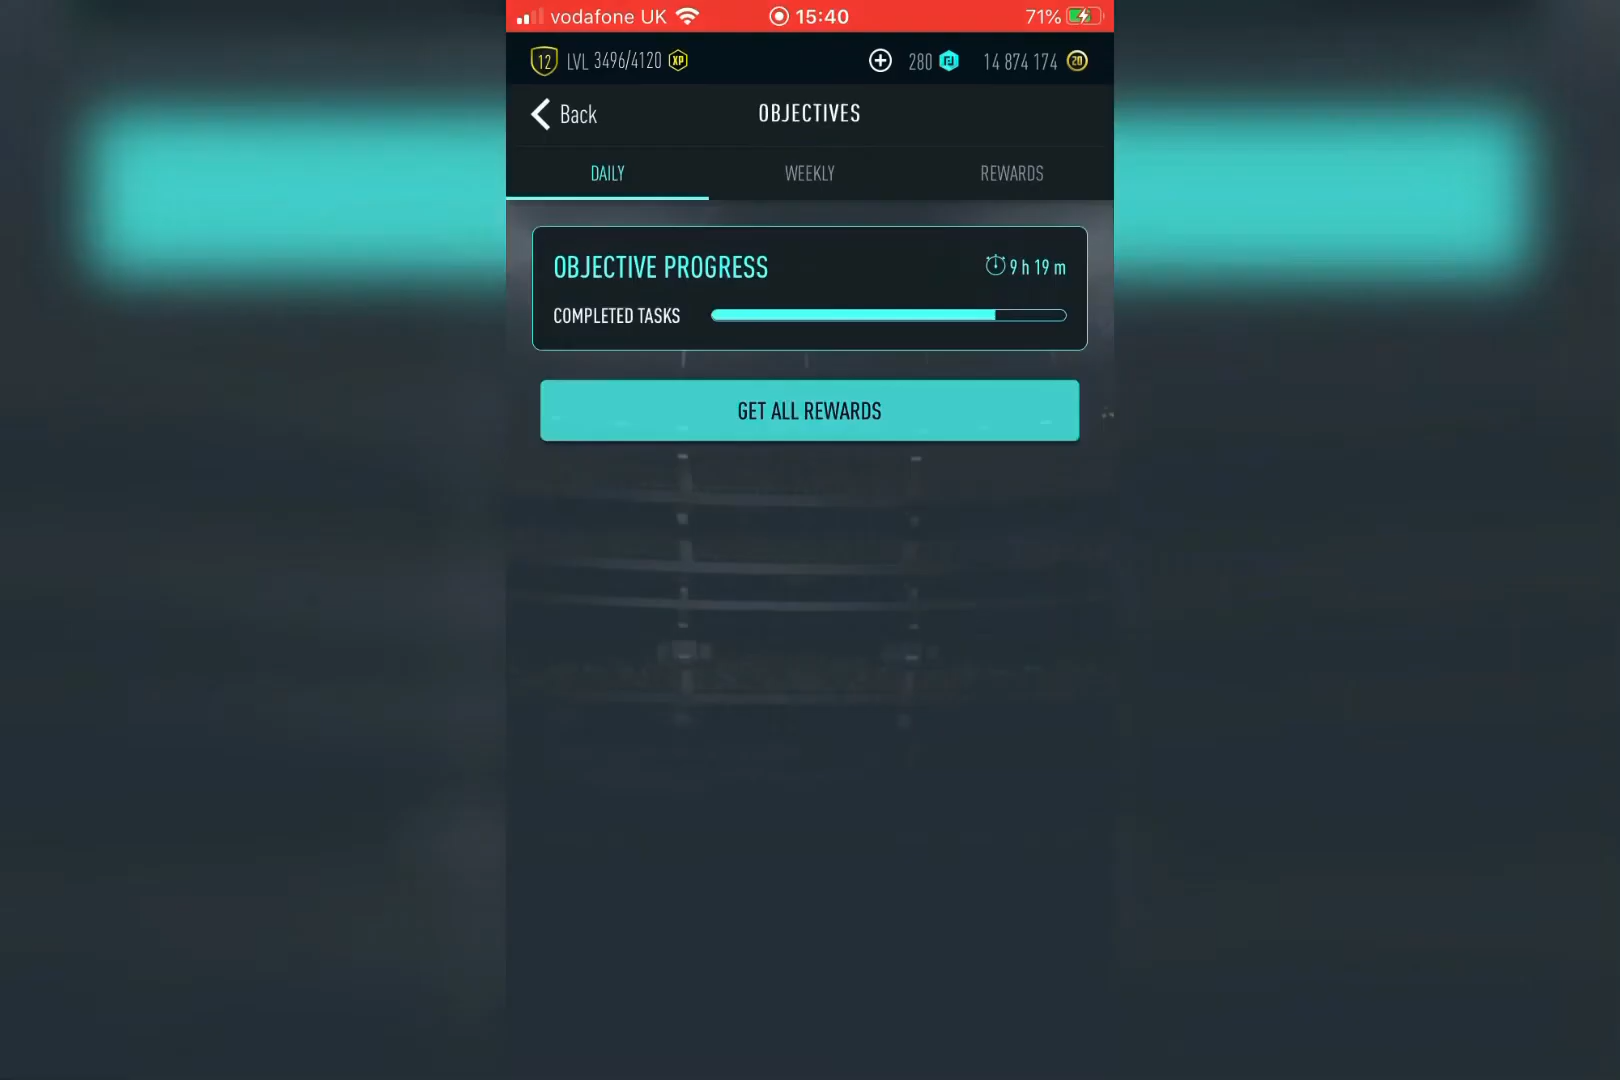 vodafone UK 15:40 71%
12 LVL 3496/4120 XP 280 14 874 174 20
Back OBJECTIVES
DAILY WEEKLY REWARDS
OBJECTIVE PROGRESS 9 h 19 m
COMPLETED TASKS
GET ALL REWARDS